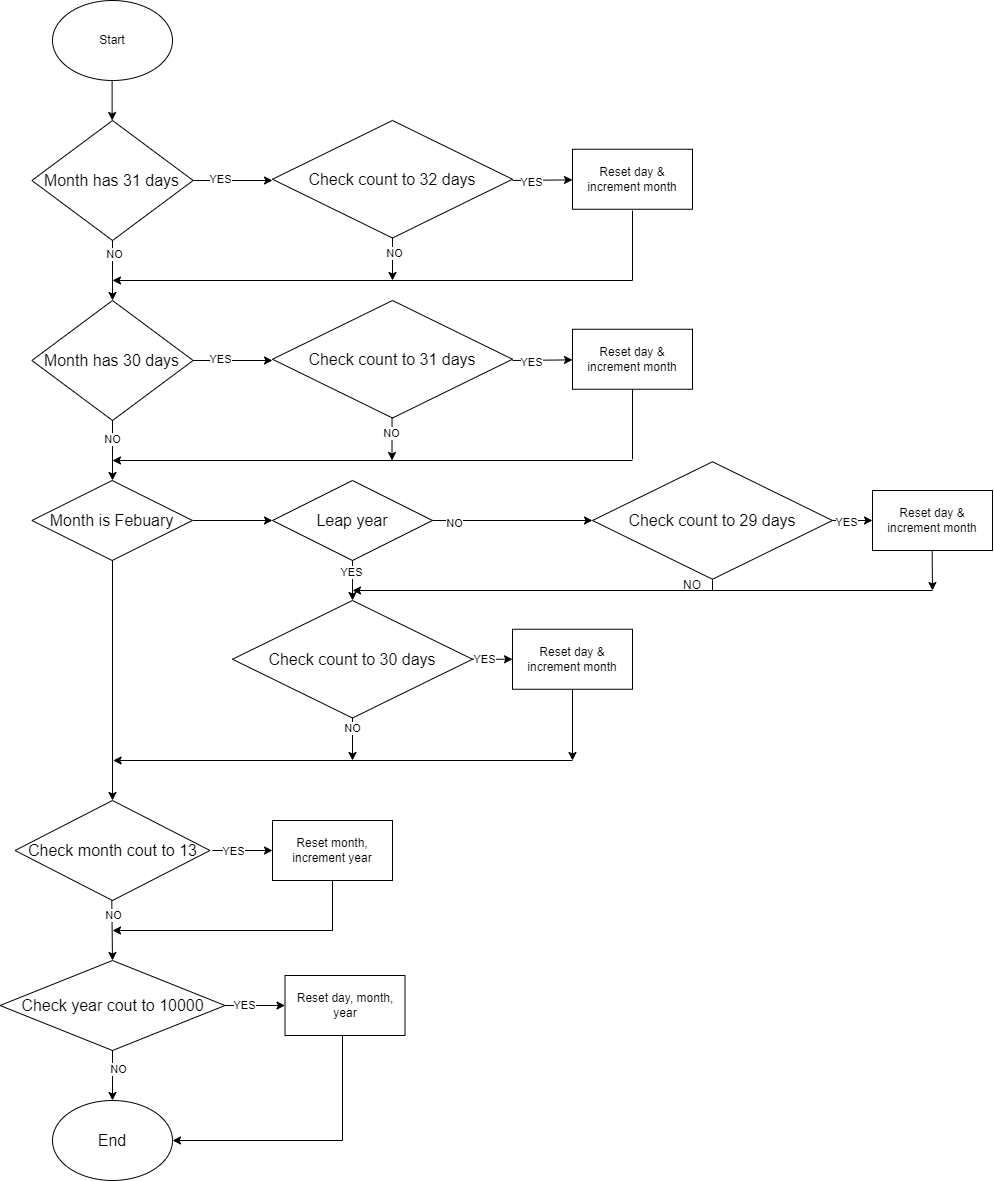 Start
Month has 31 days
YES
Check count to 32 days
YES
Reset day &
increment month
NO
NO
Month has 30 days
YES
Check count to 31 days
YES
Reset day &
increment month
NO
NO
Month is Febuary
Leap year
NO
Check count to 29 days
YES
Reset day &
increment month
YES
NO
Check count to 30 days
YES
Reset day &
increment month
NO
Check month cout to 13
YES
Reset month,
increment year
NO
Check year cout to 10000
YES
Reset day, month,
year
NO
End